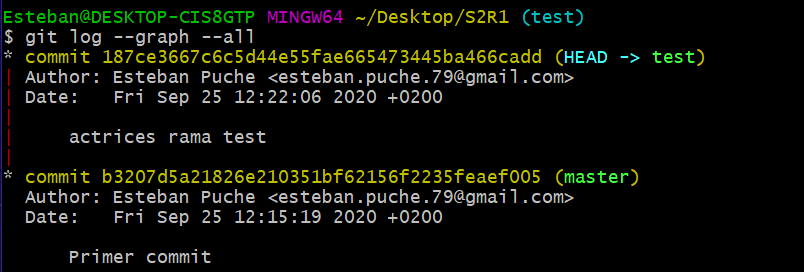 Esteban@DESKTOP-CIS8GTP MINGW64 ~/Desktop/S2R1 (test)
$ git log --graph --all
* commit 187ce3667c6c5d44e55fae665473445ba466cadd (HEAD -> test)
| Author: Esteban Puche <esteban.puche.79@gmail.com>
| Date:   Fri Sep 25 12:22:06 2020 +0200
|
|     actrices rama test
|
* commit b3207d5a21826e210351bf62156f2235feaef005 (master)
  Author: Esteban Puche <esteban.puche.79@gmail.com>
  Date:   Fri Sep 25 12:15:19 2020 +0200
      Primer commit